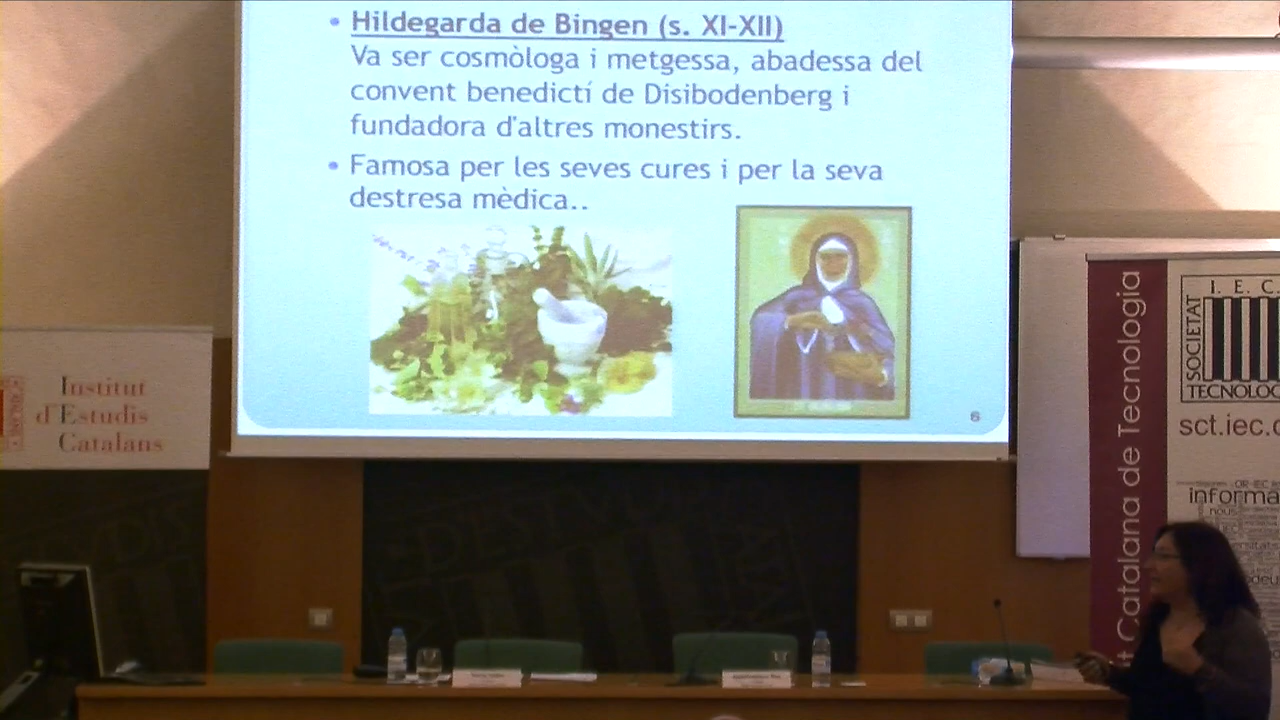 Hildegarda de Bingen (s. XI-XII)
Va ser cosmòloga i metgessa, abadessa del
convent benedictí de Disibodenberg i
fundadora d'altres monestirs.
Famosa per les seves cures i per la seva
destresa mèdica..
6
Institut
d'Estudis
Catalans
t Catalana de Tecnologia
I. E. C.
SOCIETAT
TECNOLOG
sct.iec.c
informa
nous